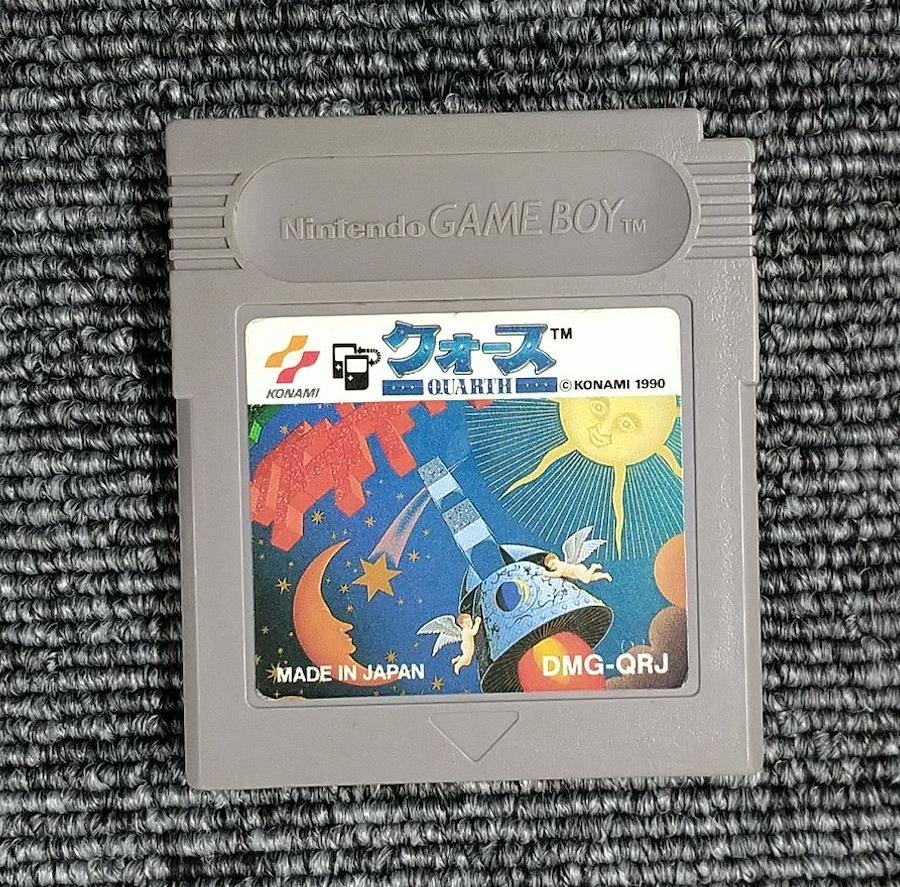 Nintendo GAME BOY TM
クォース TM
KONAMI
QUARTH
© KONAMI 1990
MADE IN JAPAN
DMG-QRJ